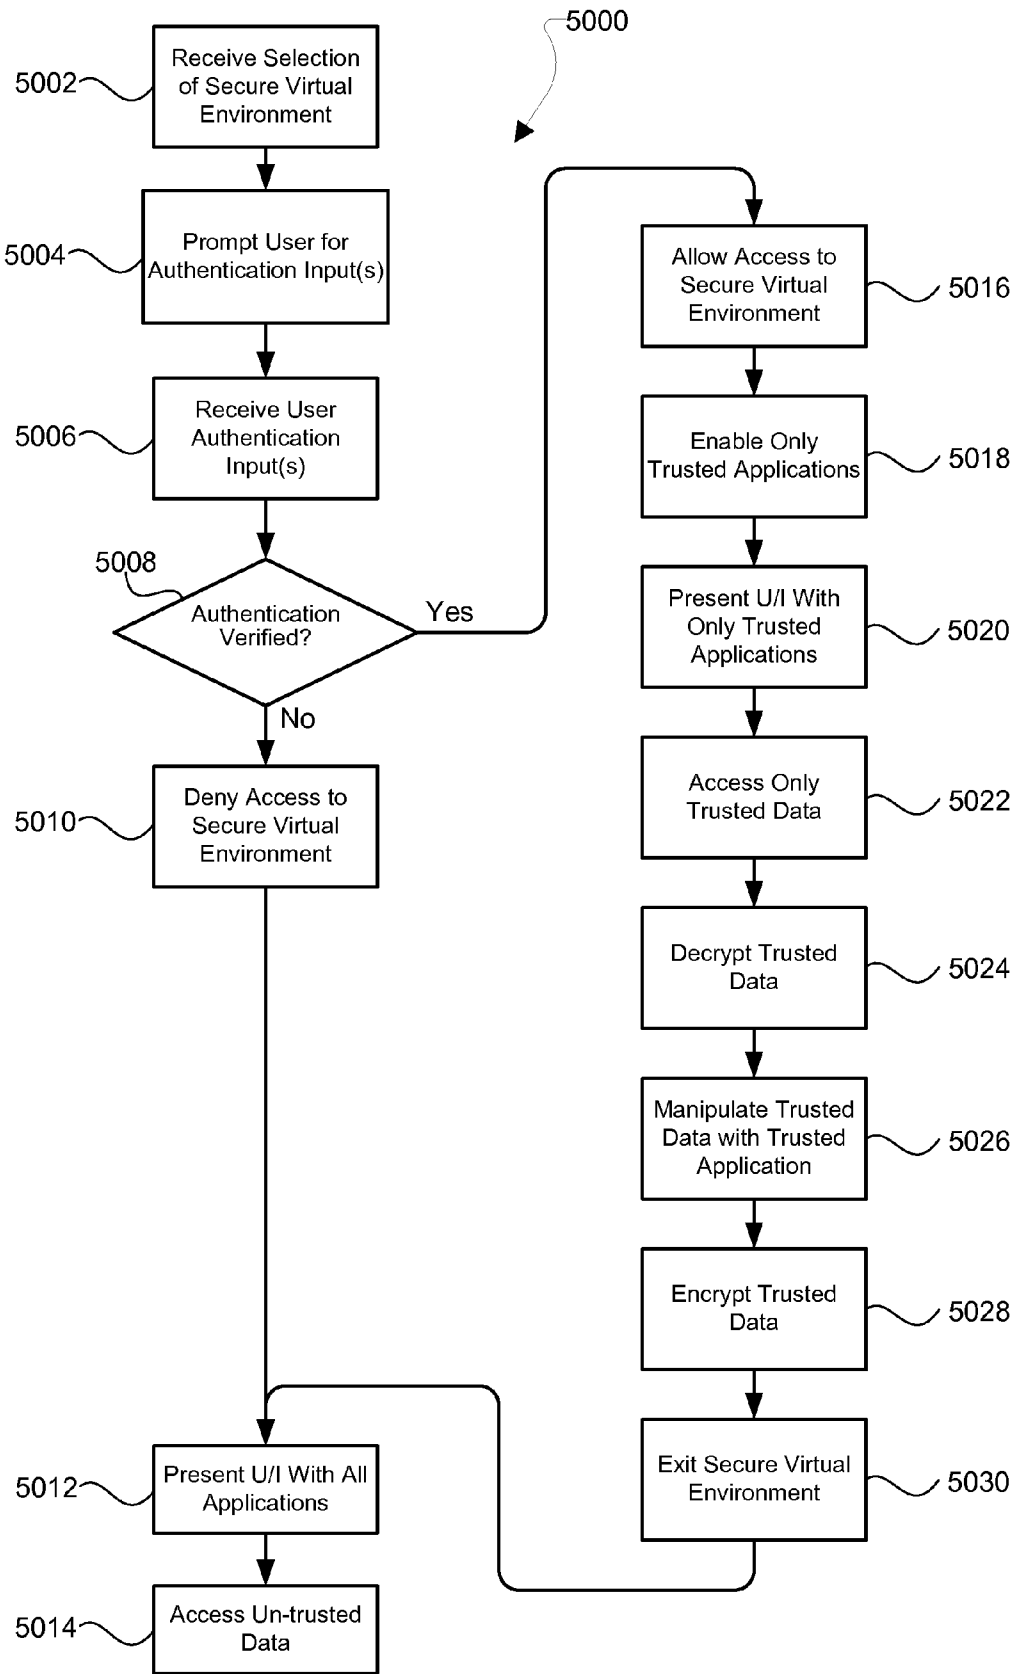 5000
5002
Receive Selection
of Secure Virtual
Environment
5004
Prompt User for
Authentication Input(s)
5006
Receive User
Authentication
Input(s)
5008
Authentication
Verified?
Yes
No
5010
Deny Access to
Secure Virtual
Environment
5012
Present U/I With All
Applications
5014
Access Un-trusted
Data
Allow Access to
Secure Virtual
Environment
5016
Enable Only
Trusted Applications
5018
Present U/I With
Only Trusted
Applications
5020
Access Only
Trusted Data
5022
Decrypt Trusted
Data
5024
Manipulate Trusted
Data with Trusted
Application
5026
Encrypt Trusted
Data
5028
Exit Secure Virtual
Environment
5030